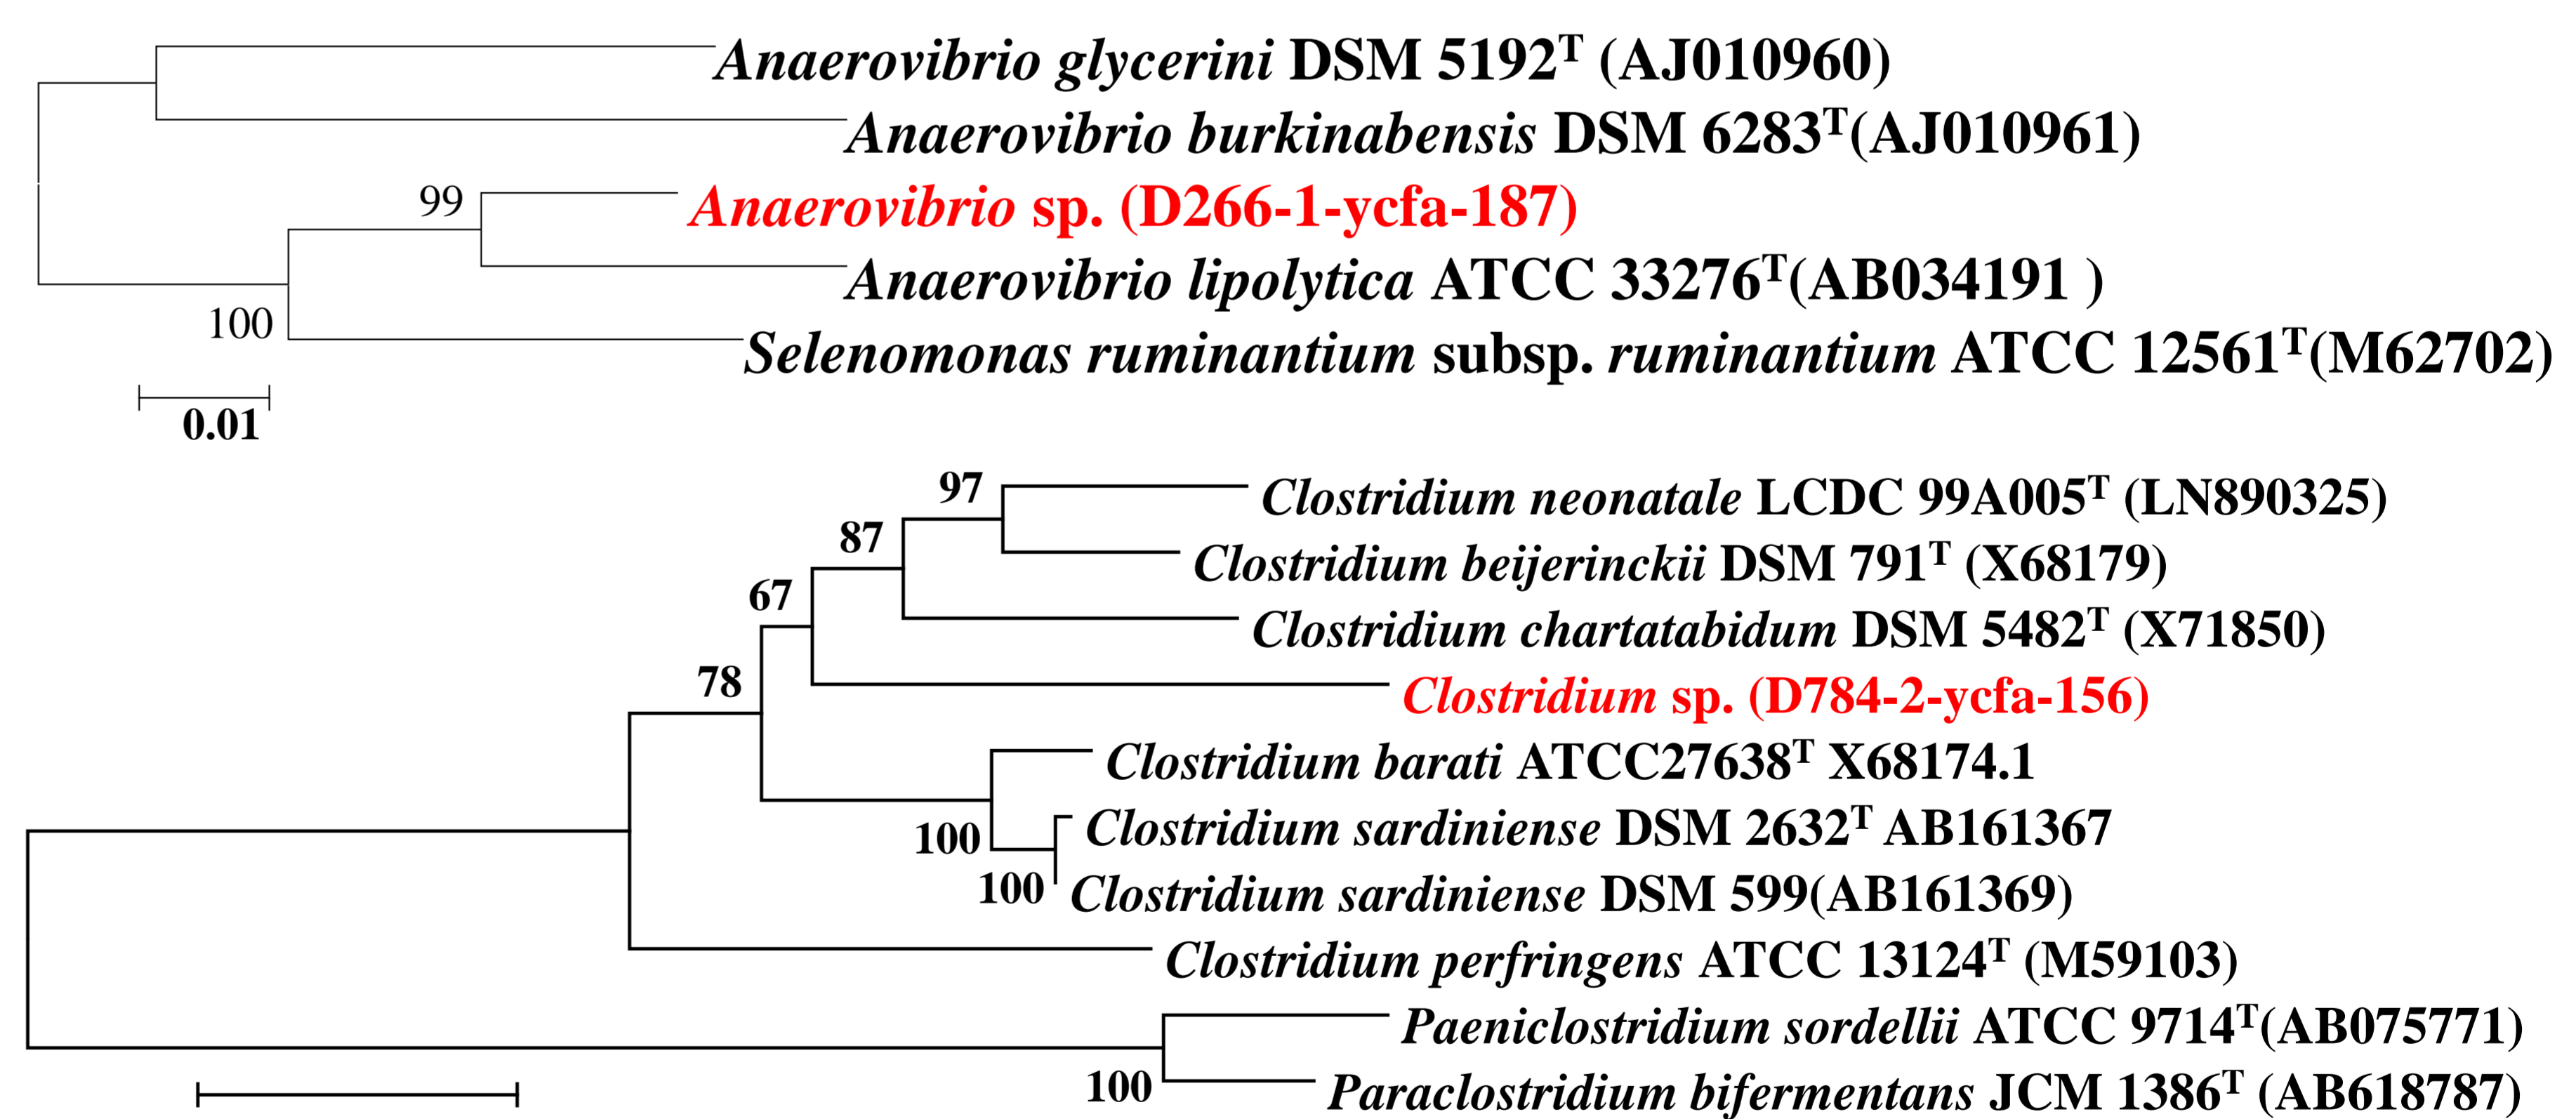 Anaerovibrio glycerini DSM 5192ᵀ (AJ010960)
Anaerovibrio burkinabensis DSM 6283ᵀ(AJ010961)
99
Anaerovibrio sp. (D266-1-ycfa-187)
Anaerovibrio lipolytica ATCC 33276ᵀ(AB034191 )
100
Selenomonas ruminantium subsp. ruminantium ATCC 12561ᵀ(M62702)
0.01
97
Clostridium neonatale LCDC 99A005ᵀ (LN890325)
87
Clostridium beijerinckii DSM 791ᵀ (X68179)
67
Clostridium chartatabidum DSM 5482ᵀ (X71850)
78
Clostridium sp. (D784-2-ycfa-156)
Clostridium barati ATCC27638ᵀ X68174.1
100
Clostridium sardiniense DSM 2632ᵀ AB161367
100
Clostridium sardiniense DSM 599(AB161369)
Clostridium perfringens ATCC 13124ᵀ (M59103)
Paeniclostridium sordellii ATCC 9714ᵀ(AB075771)
100
Paraclostridium bifermentans JCM 1386ᵀ (AB618787)